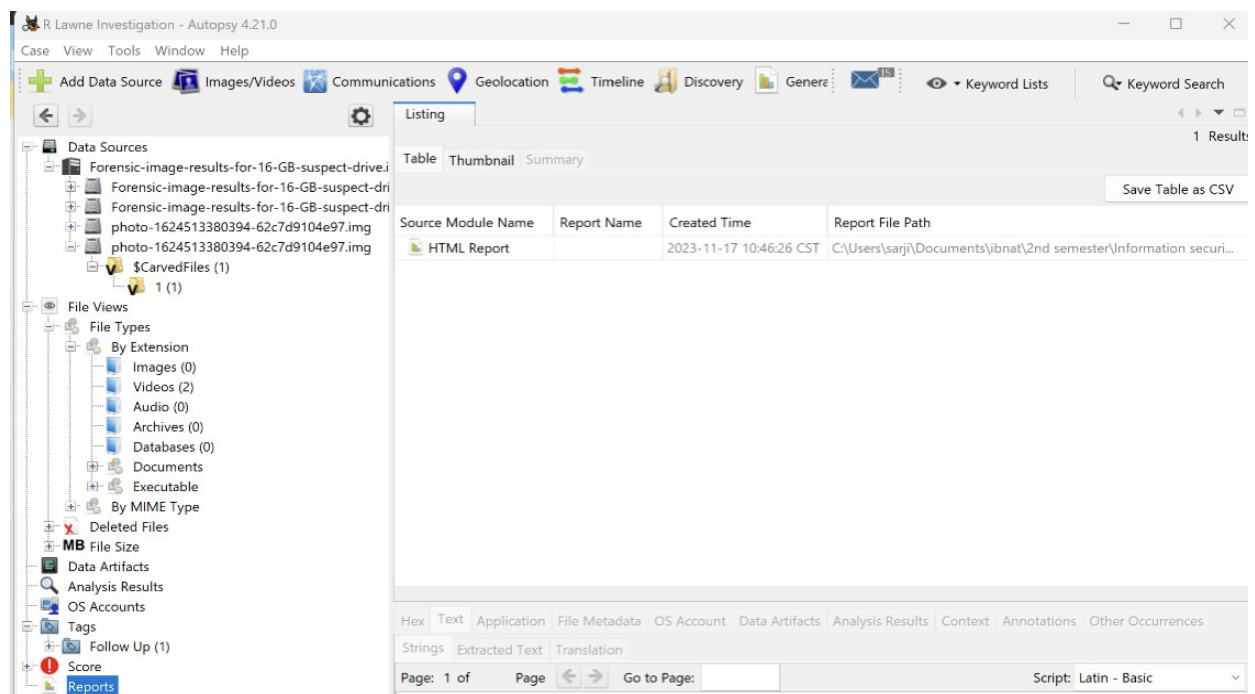 R Lawne Investigation - Autopsy 4.21.0
Case View Tools Window Help
Add Data Source Images/Videos Communications Geolocation Timeline Discovery Genera 15 Keyword Lists Keyword Search
Listing
1 Results
Table Thumbnail Summary
Save Table as CSV
Source Module Name Report Name Created Time Report File Path
HTML Report 2023-11-17 10:46:26 CST C:\Users\sarji\Documents\ibnat\2nd semester\Information securi...
Data Sources
Forensic-image-results-for-16-GB-suspect-drive.i
Forensic-image-results-for-16-GB-suspect-dri
Forensic-image-results-for-16-GB-suspect-dri
photo-1624513380394-62c7d9104e97.img
photo-1624513380394-62c7d9104e97.img
$CarvedFiles (1)
1 (1)
File Views
File Types
By Extension
Images (0)
Videos (2)
Audio (0)
Archives (0)
Databases (0)
Documents
Executable
By MIME Type
Deleted Files
MB File Size
Data Artifacts
Analysis Results
OS Accounts
Tags
Follow Up (1)
Score
Reports
Hex Text Application File Metadata OS Account Data Artifacts Analysis Results Context Annotations Other Occurrences
Strings Extracted Text Translation
Page: 1 of Page Go to Page: Script: Latin - Basic